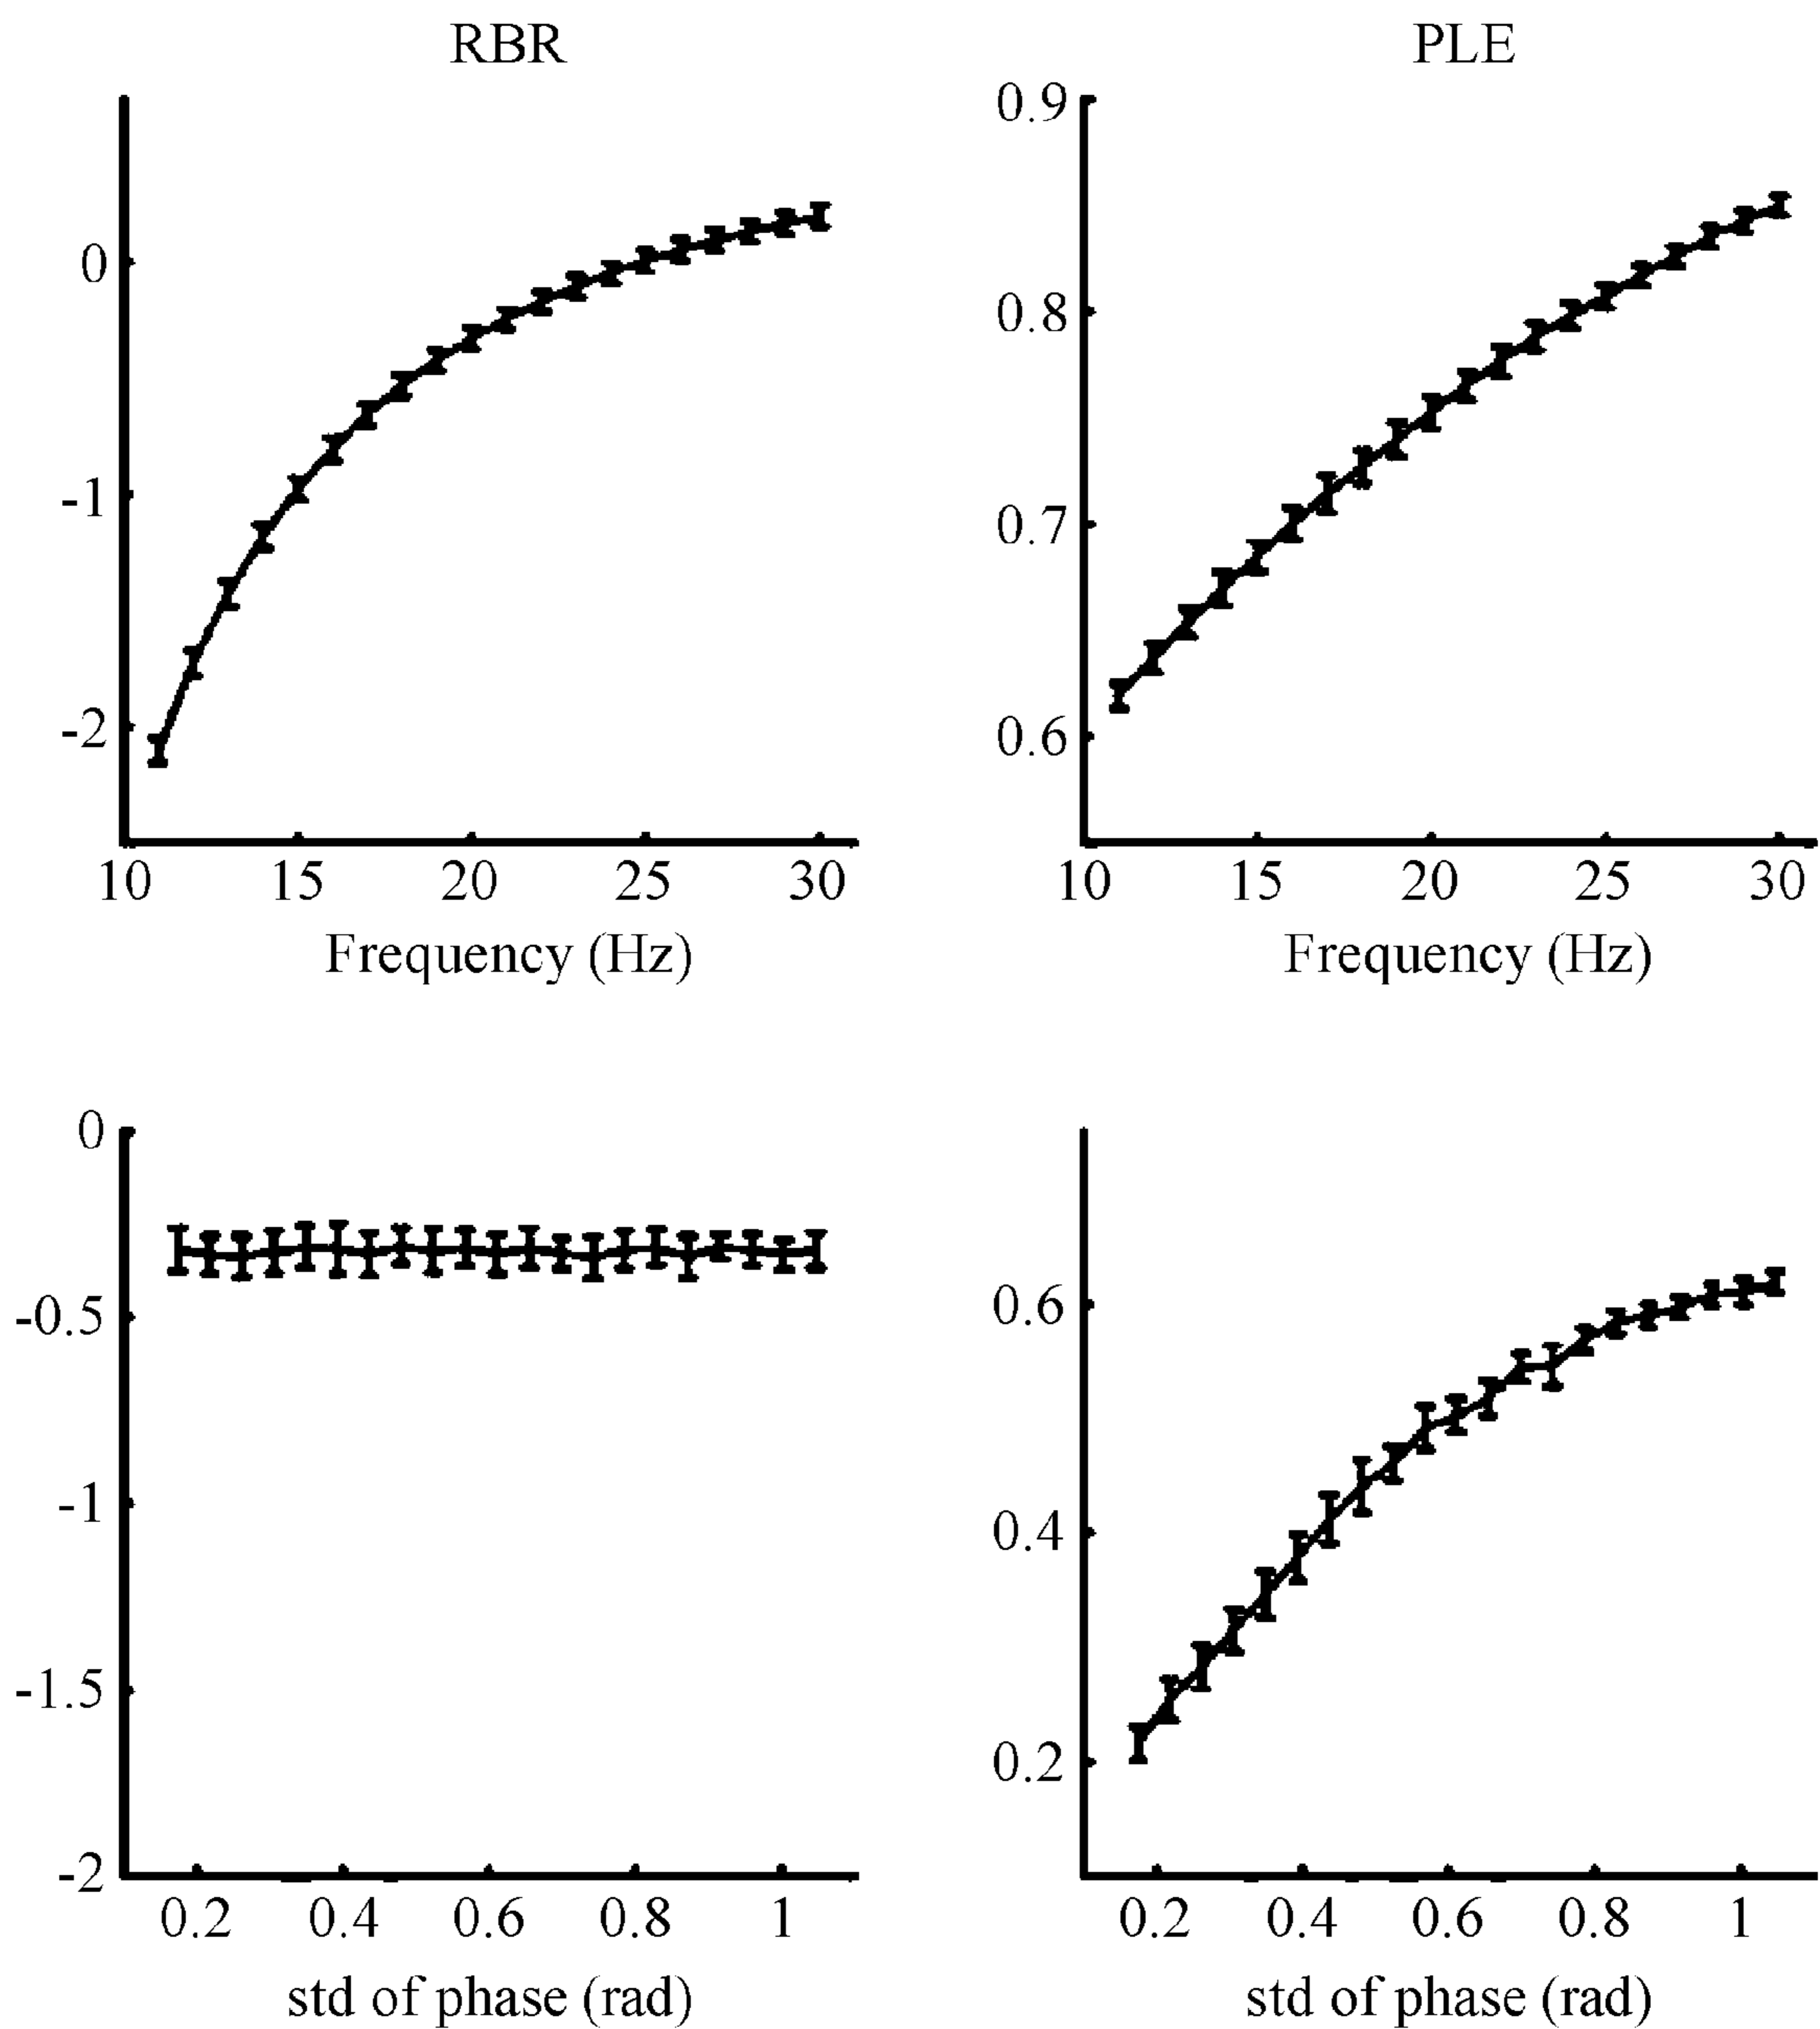 RBR
0
-1
-2
10 15 20 25 30
Frequency (Hz)
PLE
0.9
0.8
0.7
0.6
10 15 20 25 30
Frequency (Hz)
0
-0.5
-1
-1.5
-2
0.2 0.4 0.6 0.8 1
std of phase (rad)
0.6
0.4
0.2
0.2 0.4 0.6 0.8 1
std of phase (rad)